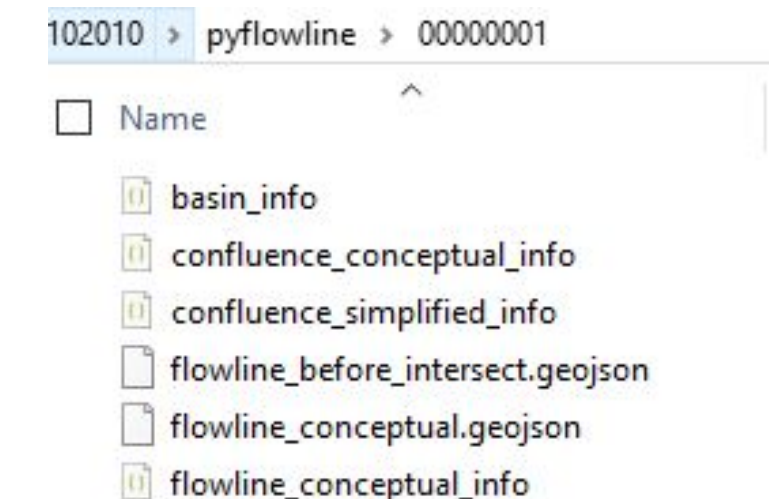 102010 > pyflowline > 00000001
Name
basin_info
confluence_conceptual_info
confluence_simplified_info
flowline_before_intersect.geojson
flowline_conceptual.geojson
flowline_conceptual_info